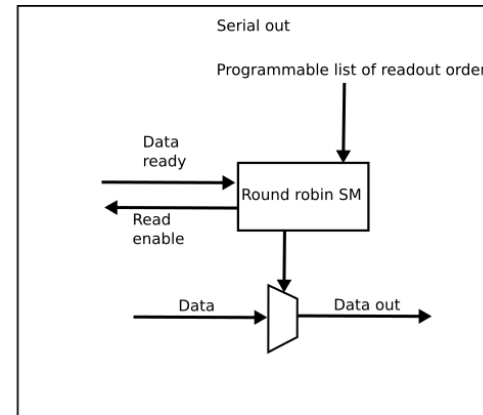 Serial out
Programmable list of readout order
Data
ready
Round robin SM
Read
enable
Data
Data out